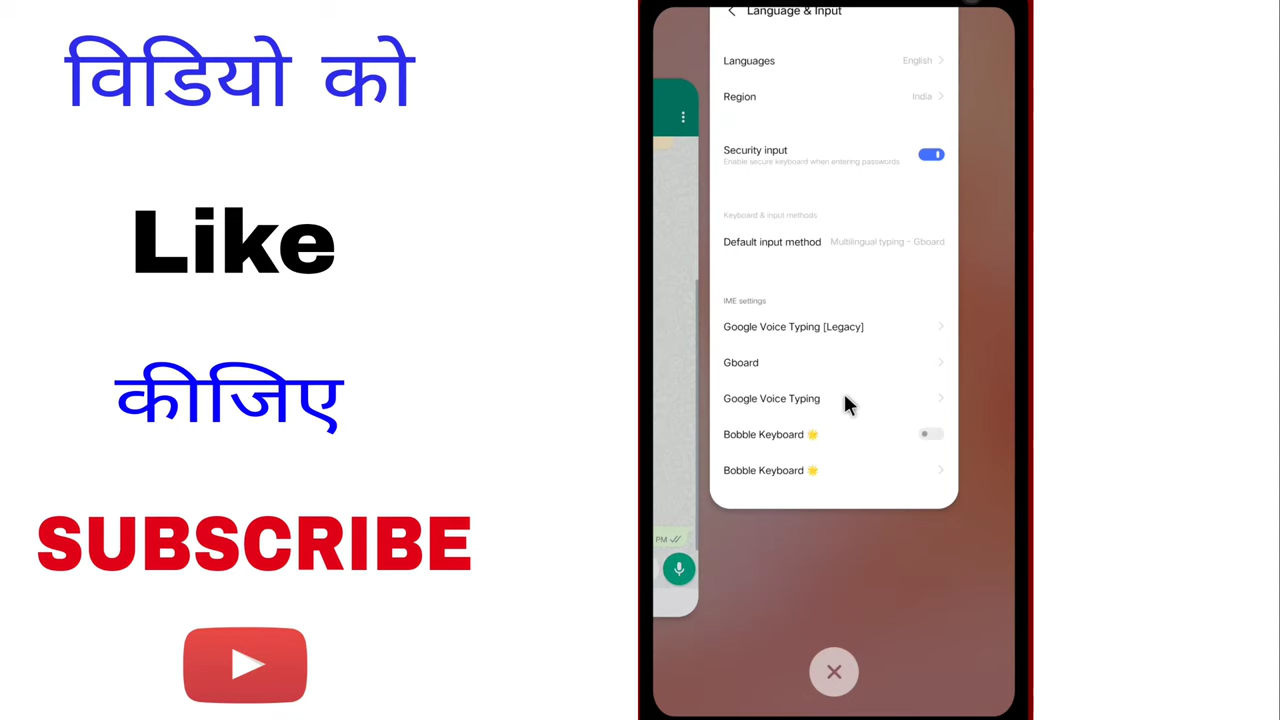 विडियो को
Like
कीजिए
SUBSCRIBE
Language & Input
Languages English
Region India
Security input
Enable secure keyboard when entering passwords
Keyboard & input methods
Default input method Multilingual typing - Gboard
IME settings
Google Voice Typing [Legacy]
Gboard
Google Voice Typing
Bobble Keyboard 🌟
Bobble Keyboard 🌟
PM